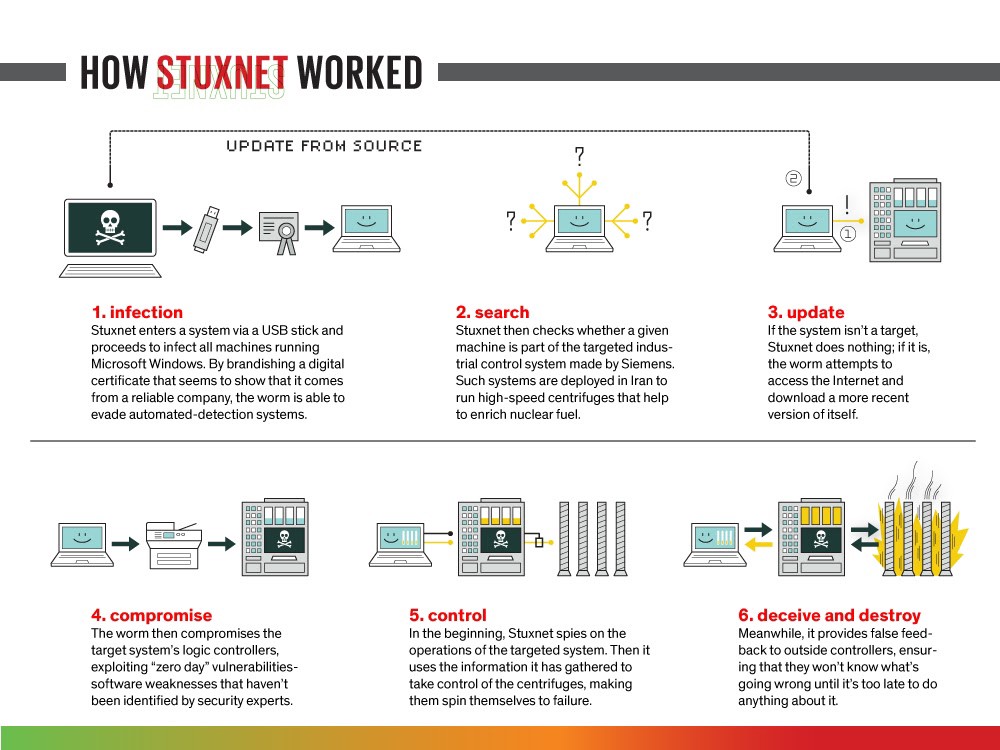 HOW STUXNET WORKED
STUXNET
UPDATE FROM SOURCE
?
?
?
2
!
1
1. infection
Stuxnet enters a system via a USB stick and
proceeds to infect all machines running
Microsoft Windows. By brandishing a digital
certificate that seems to show that it comes
from a reliable company, the worm is able to
evade automated-detection systems.
2. search
Stuxnet then checks whether a given
machine is part of the targeted indus-
trial control system made by Siemens.
Such systems are deployed in Iran to
run high-speed centrifuges that help
to enrich nuclear fuel.
3. update
If the system isn't a target,
Stuxnet does nothing; if it is,
the worm attempts to
access the Internet and
download a more recent
version of itself.
4. compromise
The worm then compromises the
target system's logic controllers,
exploiting “zero day” vulnerabilities-
software weaknesses that haven't
been identified by security experts.
5. control
In the beginning, Stuxnet spies on the
operations of the targeted system. Then it
uses the information it has gathered to
take control of the centrifuges, making
them spin themselves to failure.
6. deceive and destroy
Meanwhile, it provides false feed-
back to outside controllers, ensur-
ing that they won't know what's
going wrong until it's too late to do
anything about it.